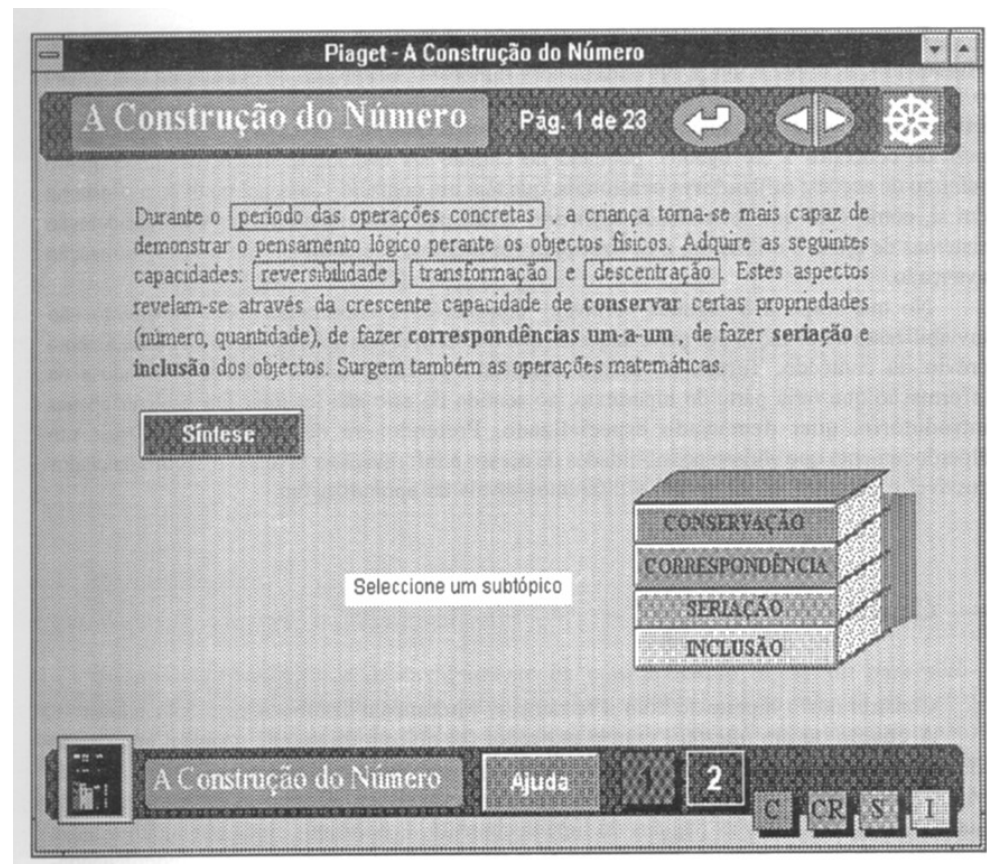 Piaget - A Construção do Número
A Construção do Número
Pág. 1 de 23
Durante o período das operações concretas , a criança torna-se mais capaz de
demonstrar o pensamento lógico perante os objectos físicos. Adquire as seguintes
capacidades: reversibilidade , transformação e descentração . Estes aspectos
revelam-se através da crescente capacidade de conservar certas propriedades
(número, quantidade), de fazer correspondências um-a-um , de fazer seriação e
inclusão dos objectos. Surgem também as operações matemáticas.
Síntese
CONSERVAÇÃO
CORRESPONDÊNCIA
Seleccione um subtópico
SERIAÇÃO
INCLUSÃO
A Construção do Número
Ajuda
1
2
C
CR
S
I